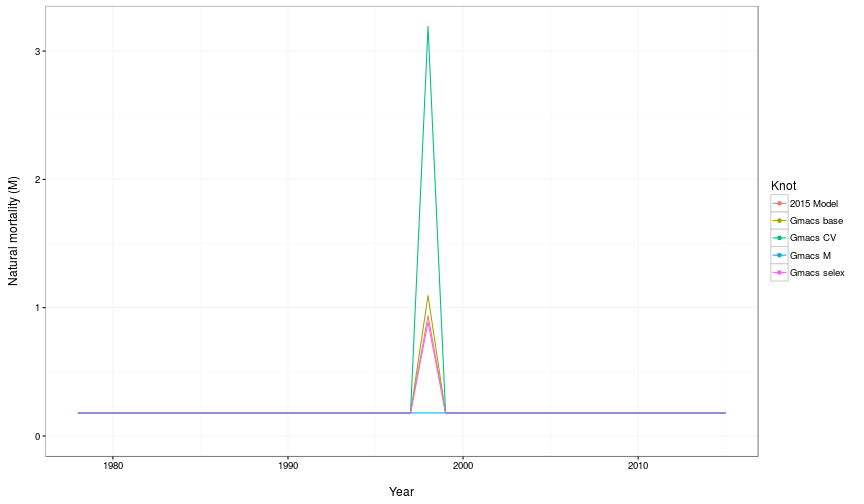 Natural mortality (M)
3
2
1
0
1980
1990
2000
2010
Year
Knot
2015 Model
Gmacs base
Gmacs CV
Gmacs M
Gmacs selex